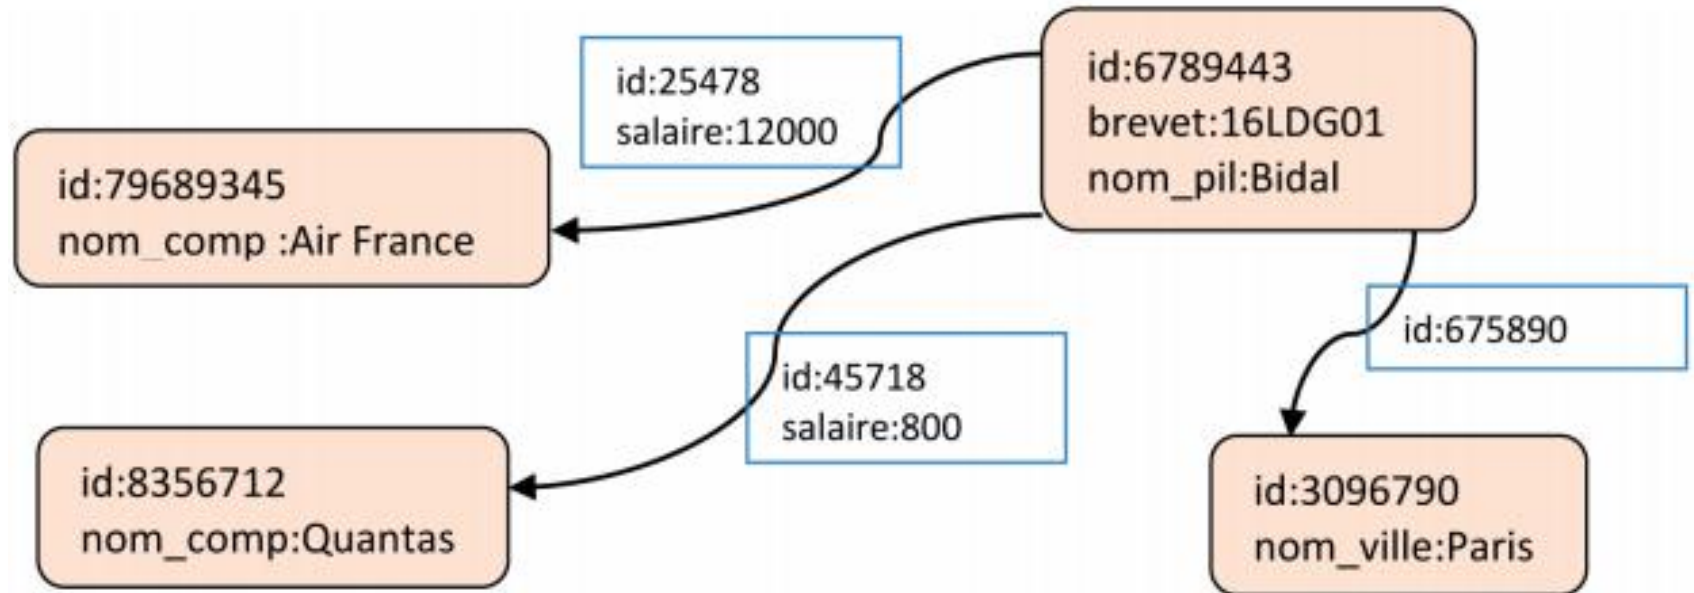 id:25478
salaire:12000
id:6789443
brevet:16LDG01
nom_pil:Bidal
id:79689345
nom_comp :Air France
id:675890
id:45718
salaire:800
id:8356712
nom_comp:Quantas
id:3096790
nom_ville:Paris